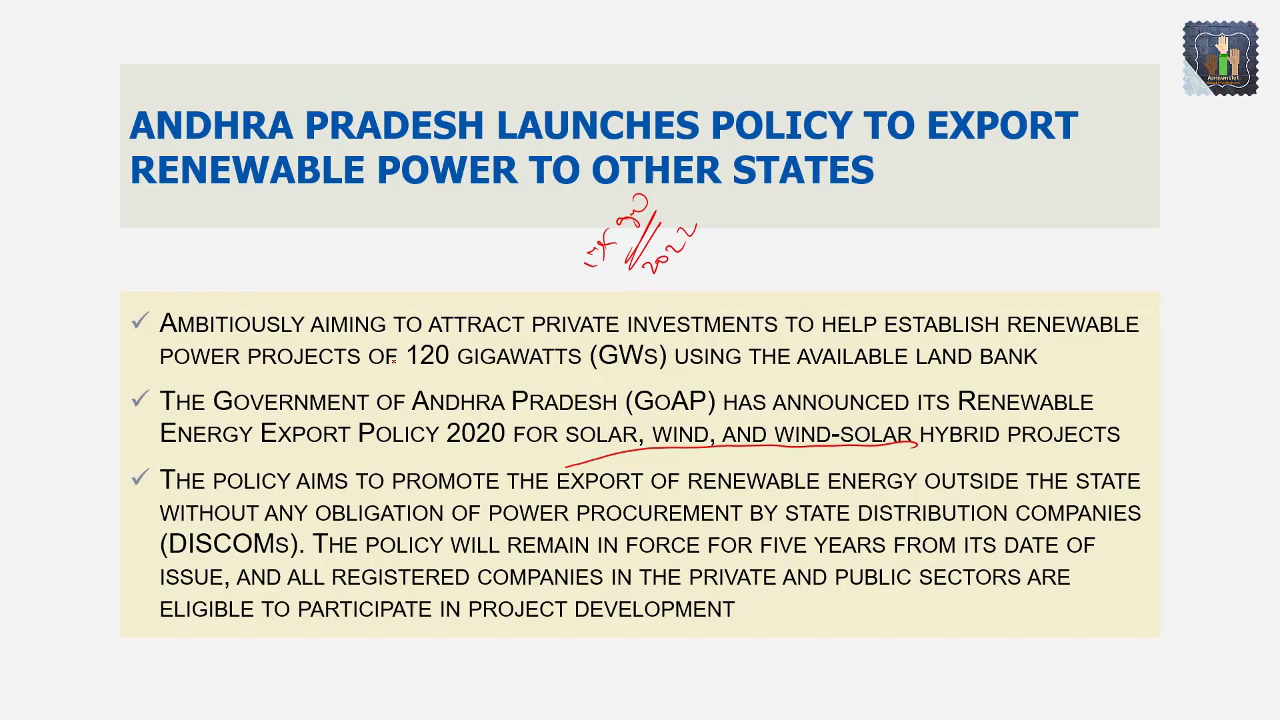 ANDHRA PRADESH LAUNCHES POLICY TO EXPORT
RENEWABLE POWER TO OTHER STATES
2022
✓ AMBITIOUSLY AIMING TO ATTRACT PRIVATE INVESTMENTS TO HELP ESTABLISH RENEWABLE
POWER PROJECTS OF 120 GIGAWATTS (GWS) USING THE AVAILABLE LAND BANK
✓ THE GOVERNMENT OF ANDHRA PRADESH (GOAP) HAS ANNOUNCED ITS RENEWABLE
ENERGY EXPORT POLICY 2020 FOR SOLAR, WIND, AND WIND-SOLAR HYBRID PROJECTS
✓ THE POLICY AIMS TO PROMOTE THE EXPORT OF RENEWABLE ENERGY OUTSIDE THE STATE
WITHOUT ANY OBLIGATION OF POWER PROCUREMENT BY STATE DISTRIBUTION COMPANIES
(DISCOMS). THE POLICY WILL REMAIN IN FORCE FOR FIVE YEARS FROM ITS DATE OF
ISSUE, AND ALL REGISTERED COMPANIES IN THE PRIVATE AND PUBLIC SECTORS ARE
ELIGIBLE TO PARTICIPATE IN PROJECT DEVELOPMENT